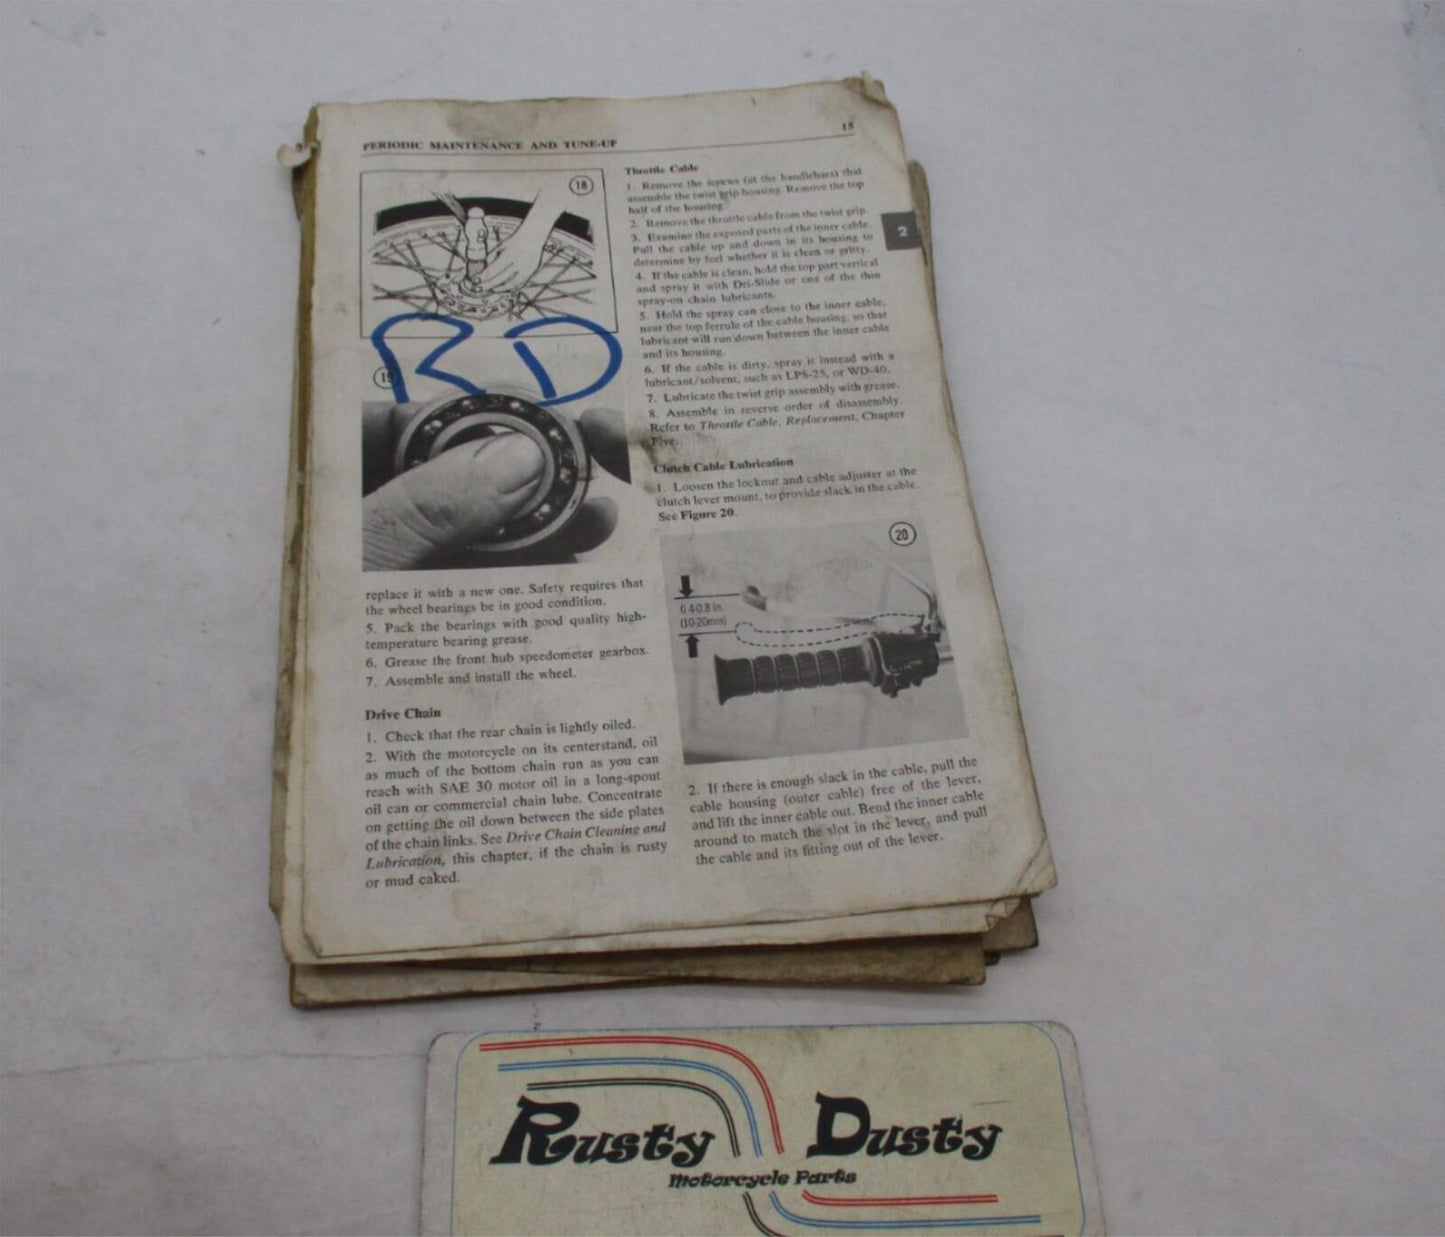 PERIODIC MAINTENANCE AND TUNE-UP
15
18
RD
19
replace it with a new one. Safety requires that
the wheel bearings be in good condition.
5. Pack the bearings with good quality high-
temperature bearing grease.
6. Grease the front hub speedometer gearbox.
7. Assemble and install the wheel.
Drive Chain
1. Check that the rear chain is lightly oiled.
2. With the motorcycle on its centerstand, oil
as much of the bottom chain run as you can
reach with SAE 30 motor oil in a long-spout
oil can or commercial chain lube. Concentrate
on getting the oil down between the side plates
of the chain links. See Drive Chain Cleaning and
Lubrication, this chapter, if the chain is rusty
or mud caked.
Throttle Cable
1. Remove the screws (at the handlebars) that
assemble the twist grip housing. Remove the top
half of the housing.
2. Remove the throttle cable from the twist grip.
3. Examine the exposed parts of the inner cable.
Pull the cable up and down in its housing to
determine by feel whether it is clean or gritty.
4. If the cable is clean, hold the top part vertical
and spray it with Dri-Slide or one of the thin
spray-on chain lubricants.
5. Hold the spray can close to the inner cable,
near the top ferrule of the cable housing, so that
lubricant will run down between the inner cable
and its housing.
6. If the cable is dirty, spray it instead with a
lubricant/solvent, such as LPS-25, or WD-40.
7. Lubricate the twist grip assembly with grease.
8. Assemble in reverse order of disassembly.
Refer to Throttle Cable, Replacement, Chapter
Five.
2
Clutch Cable Lubrication
1. Loosen the locknut and cable adjuster at the
clutch lever mount, to provide slack in the cable.
See Figure 20.
20
0.4-0.8 in.
(10-20mm)
2. If there is enough slack in the cable, pull the
cable housing (outer cable) free of the lever,
and lift the inner cable out. Bend the inner cable
around to match the slot in the lever, and pull
the cable and its fitting out of the lever.
Rusty Dusty
Motorcycle Parts